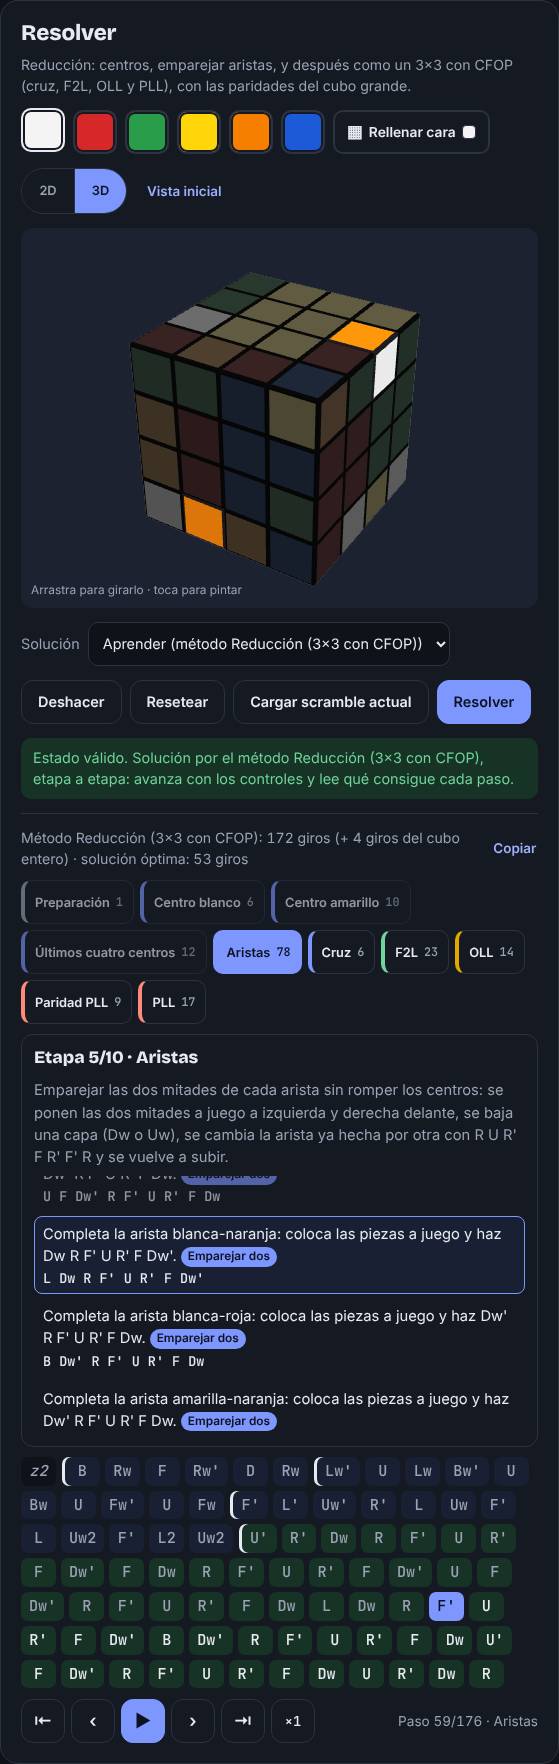 Resolver
Reducción: centros, emparejar aristas, y después como un 3×3 con CFOP
(cruz, F2L, OLL y PLL), con las paridades del cubo grande.
Rellenar cara
2D 3D Vista inicial
Arrastra para girarlo · toca para pintar
Solución Aprender (método Reducción (3×3 con CFOP))
Deshacer Resetear Cargar scramble actual Resolver
Estado válido. Solución por el método Reducción (3×3 con CFOP),
etapa a etapa: avanza con los controles y lee qué consigue cada paso.
Método Reducción (3×3 con CFOP): 172 giros (+ 4 giros del cubo
entero) · solución óptima: 53 giros
Copiar
Preparación 1 Centro blanco 6 Centro amarillo 10
Últimos cuatro centros 12 Aristas 78 Cruz 6 F2L 23 OLL 14
Paridad PLL 9 PLL 17
Etapa 5/10 · Aristas
Emparejar las dos mitades de cada arista sin romper los centros: se
ponen las dos mitades a juego a izquierda y derecha delante, se baja
una capa (Dw o Uw), se cambia la arista ya hecha por otra con R U R'
F R' F' R y se vuelve a subir.
Dw' R F' U R' F Dw. Emparejar dos
U F Dw' R F' U R' F Dw
Completa la arista blanca-naranja: coloca las piezas a juego y haz
Dw R F' U R' F Dw'. Emparejar dos
L Dw R F' U R' F Dw'
Completa la arista blanca-roja: coloca las piezas a juego y haz Dw'
R F' U R' F Dw. Emparejar dos
B Dw' R F' U R' F Dw
Completa la arista amarilla-naranja: coloca las piezas a juego y haz
Dw' R F' U R' F Dw. Emparejar dos
z2 B Rw F Rw' D Rw Lw' U Lw Bw' U
Bw U Fw' U Fw F' L' Uw' R' L Uw F'
L Uw2 F' L2 Uw2 U' R' Dw R F' U R'
F Dw' F Dw R F' U R' F Dw' U F
Dw' R F' U R' F Dw L Dw R F' U
R' F Dw' B Dw' R F' U R' F Dw U'
F Dw' R F' U R' F Dw U R' Dw R
×1 Paso 59/176 · Aristas